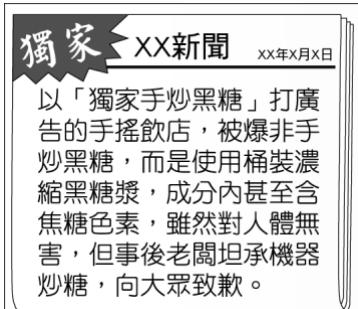 獨家 XX新聞 XX年X月X日
以「獨家手炒黑糖」打廣
告的手搖飲店，被爆非手
炒黑糖，而是使用桶裝濃
縮黑糖漿，成分內甚至含
焦糖色素，雖然對人體無
害，但事後老闆坦承機器
炒糖，向大眾致歉。